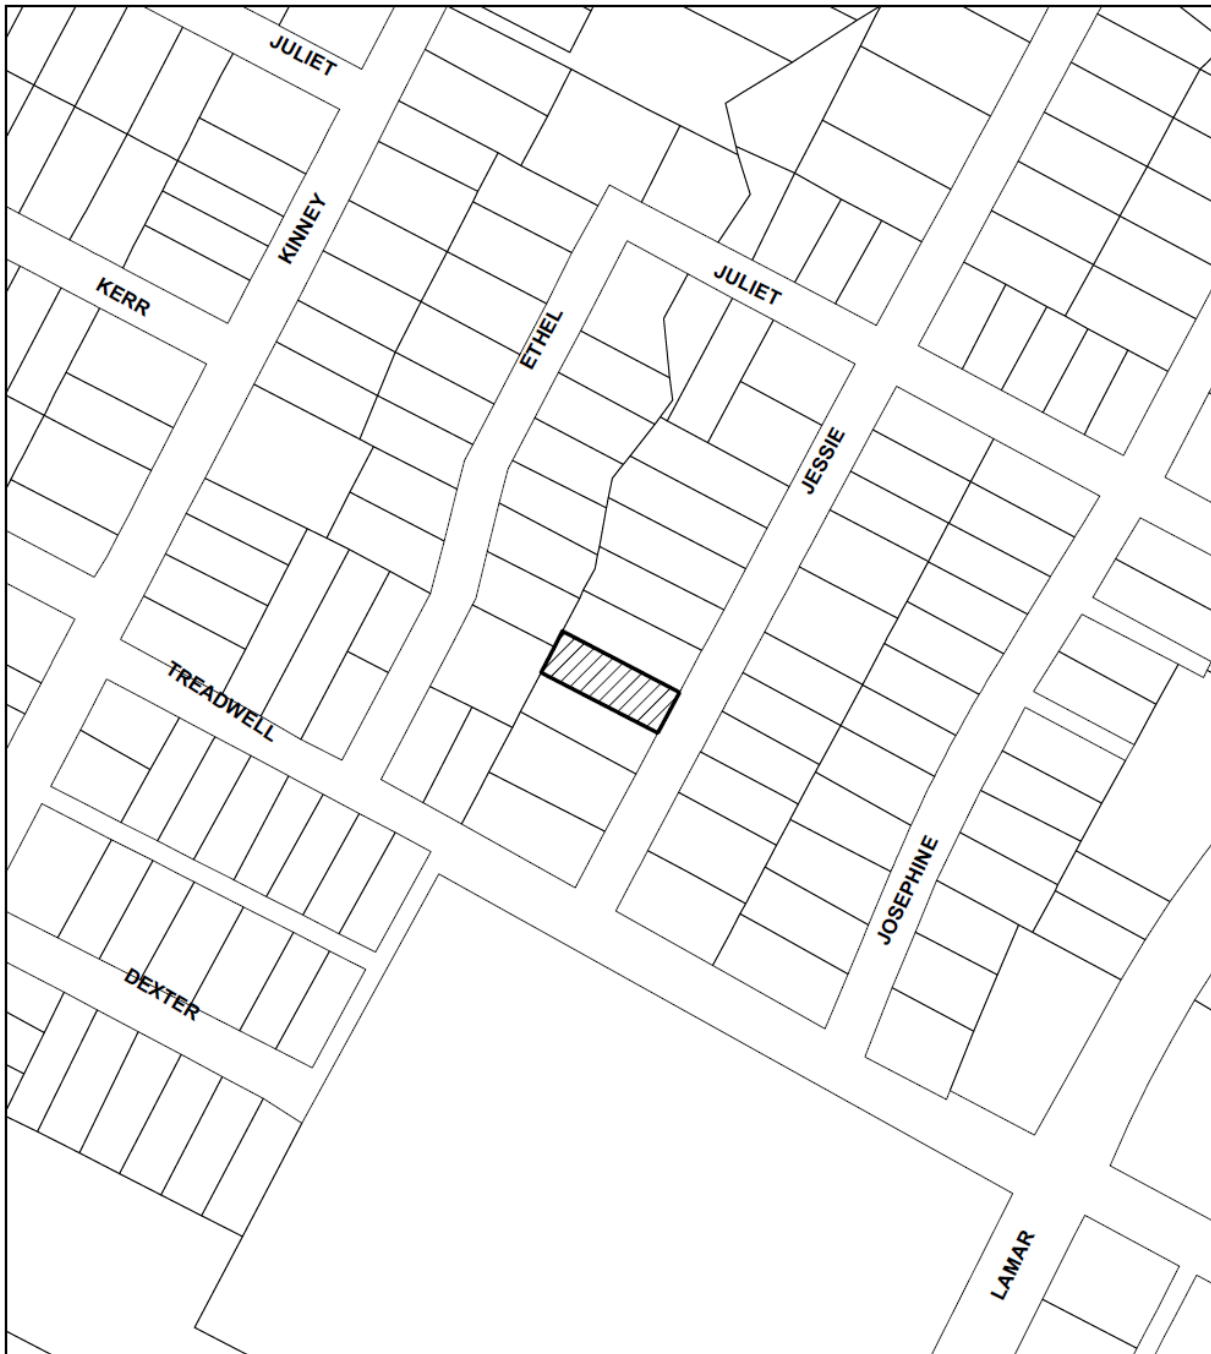 JULIET
KINNEY
KERR
JULIET
ETHEL
JESSIE
TREADWELL
JOSEPHINE
DEXTER
LAMAR